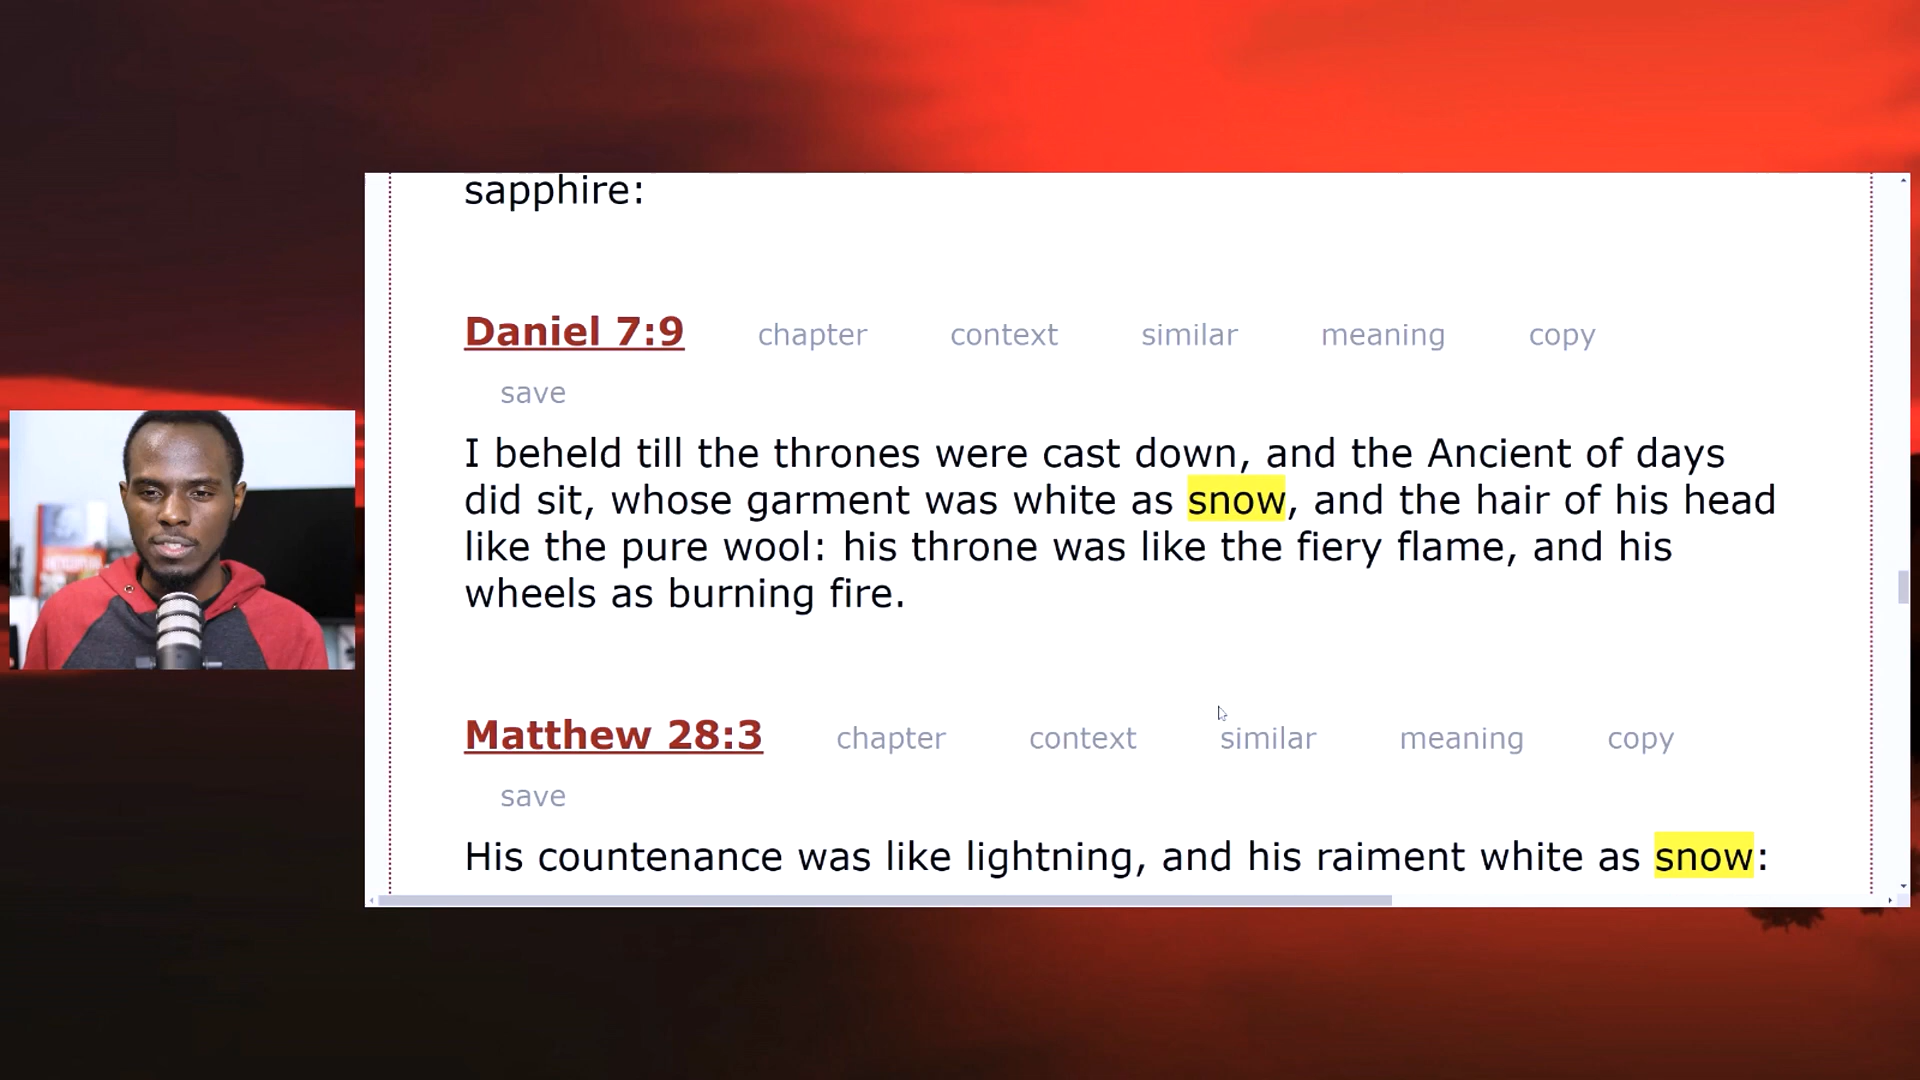 sapphire:
Daniel 7:9 chapter context similar meaning copy
save
I beheld till the thrones were cast down, and the Ancient of days
did sit, whose garment was white as snow, and the hair of his head
like the pure wool: his throne was like the fiery flame, and his
wheels as burning fire.
Matthew 28:3 chapter context similar meaning copy
save
His countenance was like lightning, and his raiment white as snow: